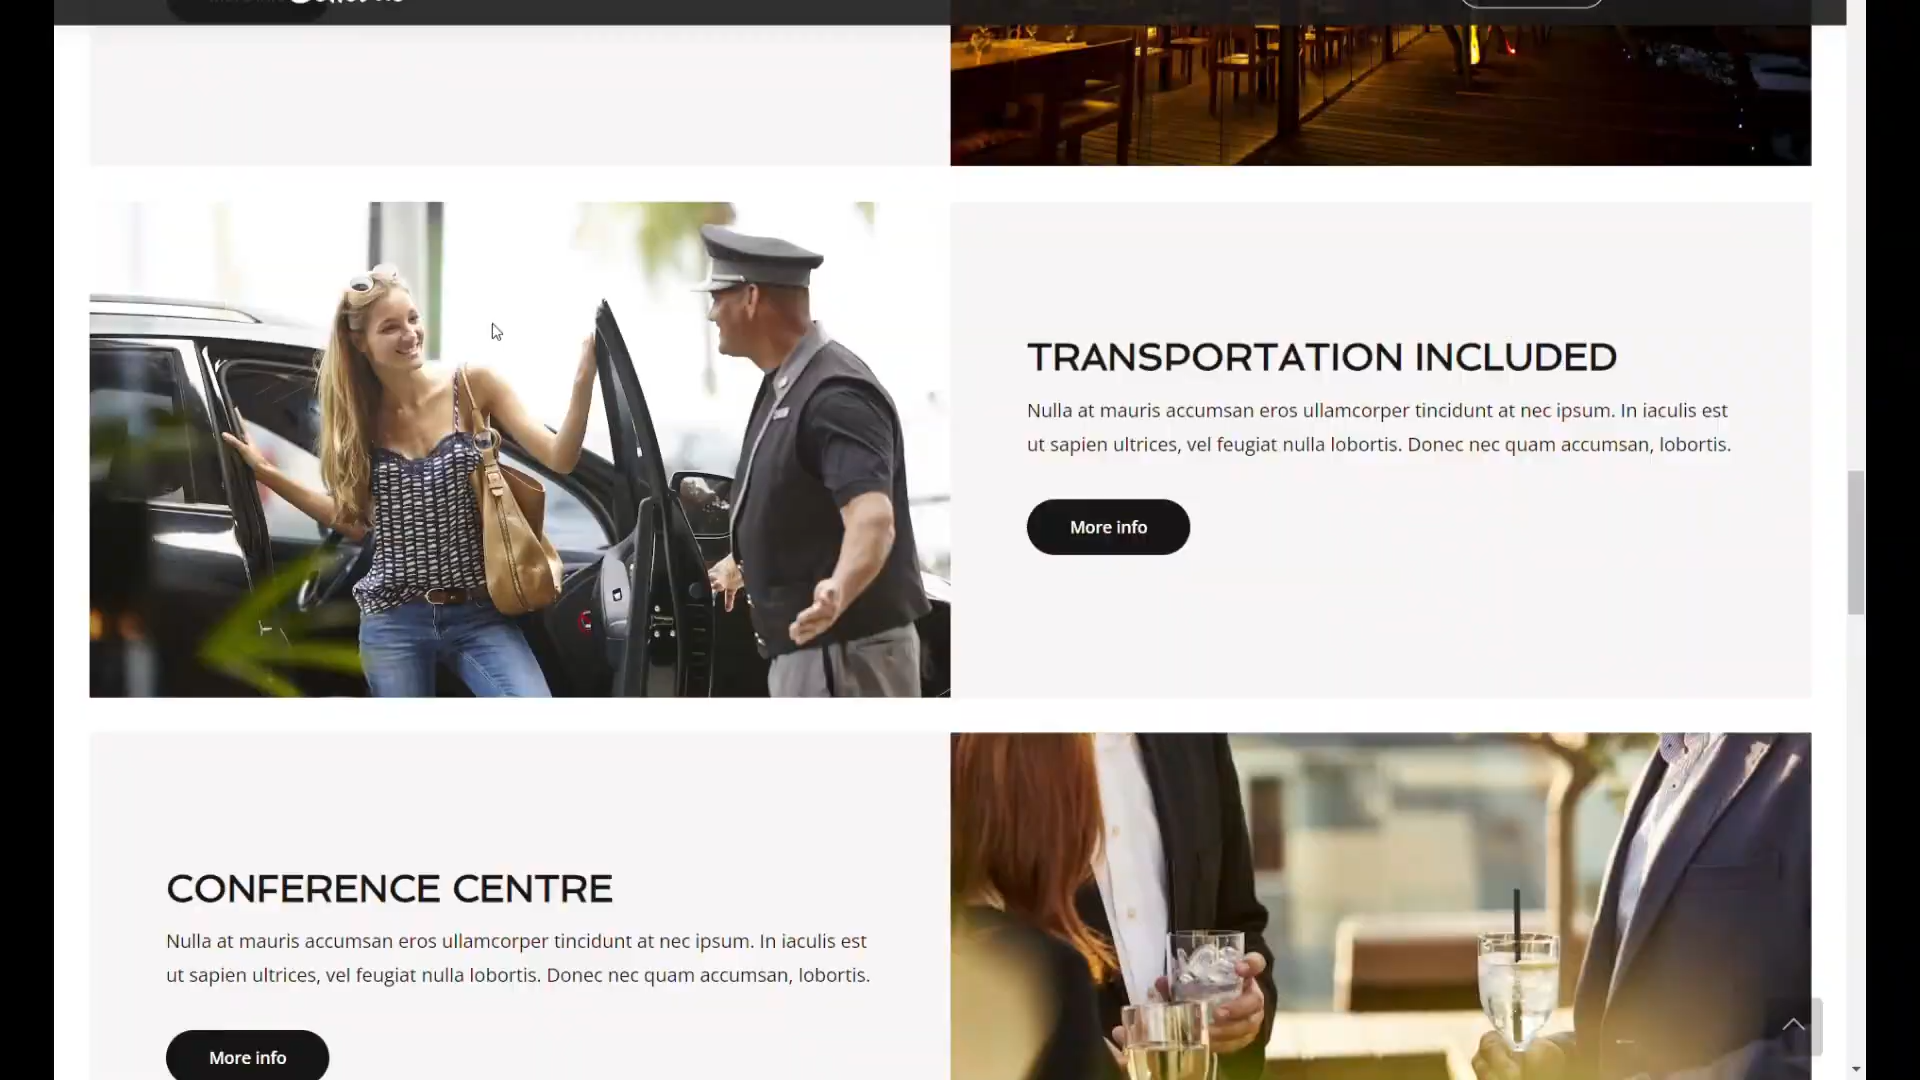 TRANSPORTATION INCLUDED
Nulla at mauris accumsan eros ullamcorper tincidunt at nec ipsum. In iaculis est
ut sapien ultrices, vel feugiat nulla lobortis. Donec nec quam accumsan, lobortis.
More info
CONFERENCE CENTRE
Nulla at mauris accumsan eros ullamcorper tincidunt at nec ipsum. In iaculis est
ut sapien ultrices, vel feugiat nulla lobortis. Donec nec quam accumsan, lobortis.
More info